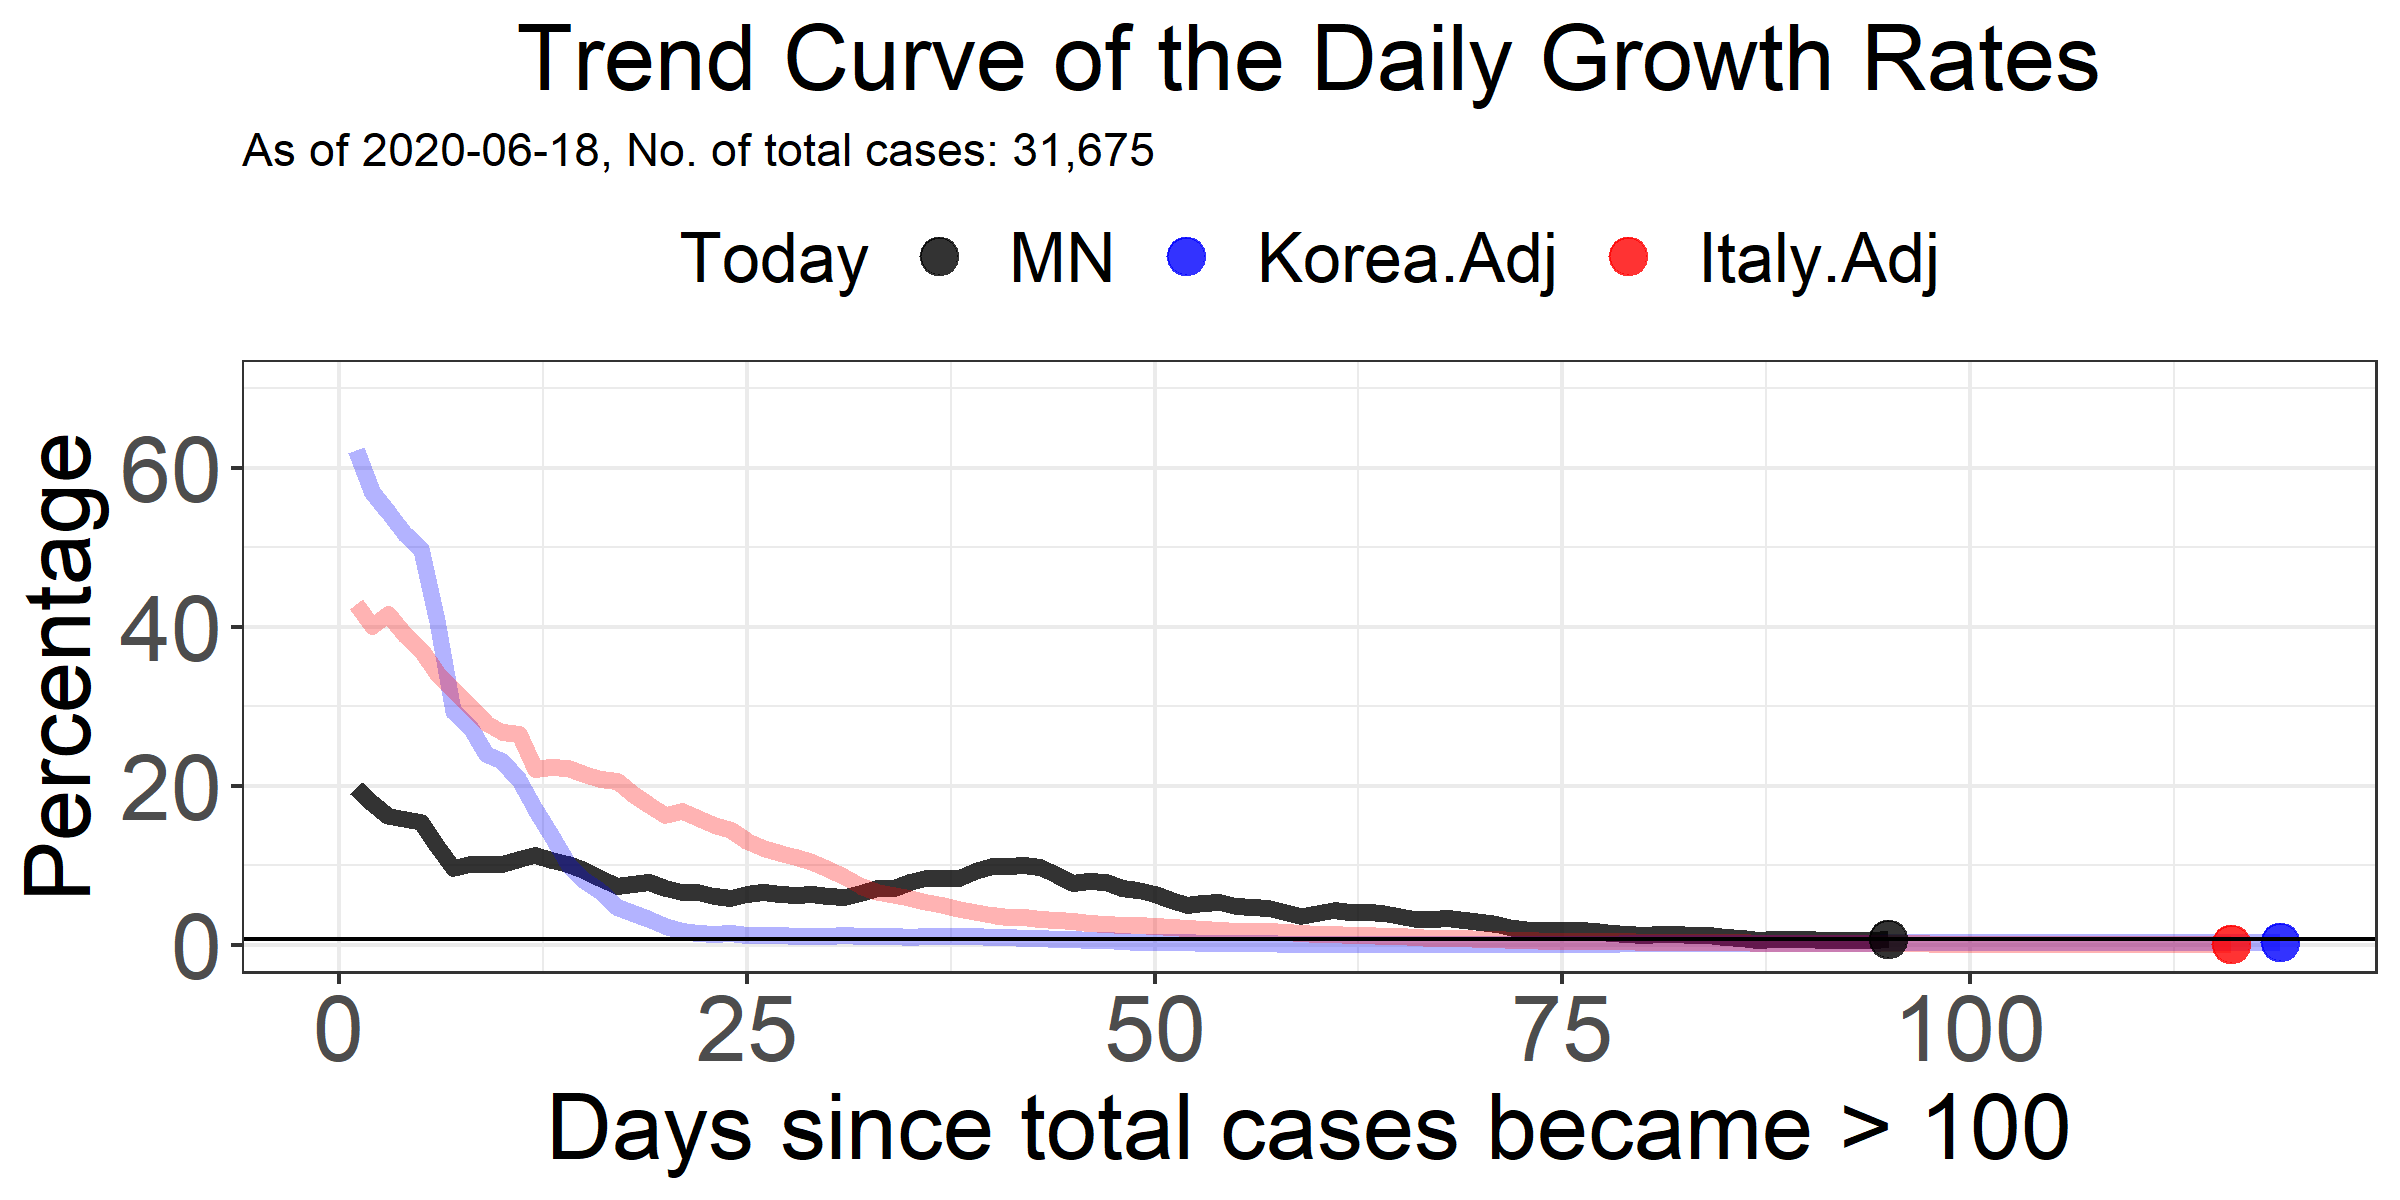 Trend Curve of the Daily Growth Rates
As of 2020-06-18, No. of total cases: 31,675
Today MN Korea.Adj Italy.Adj
Percentage
60
40
20
0
0 25 50 75 100
Days since total cases became > 100